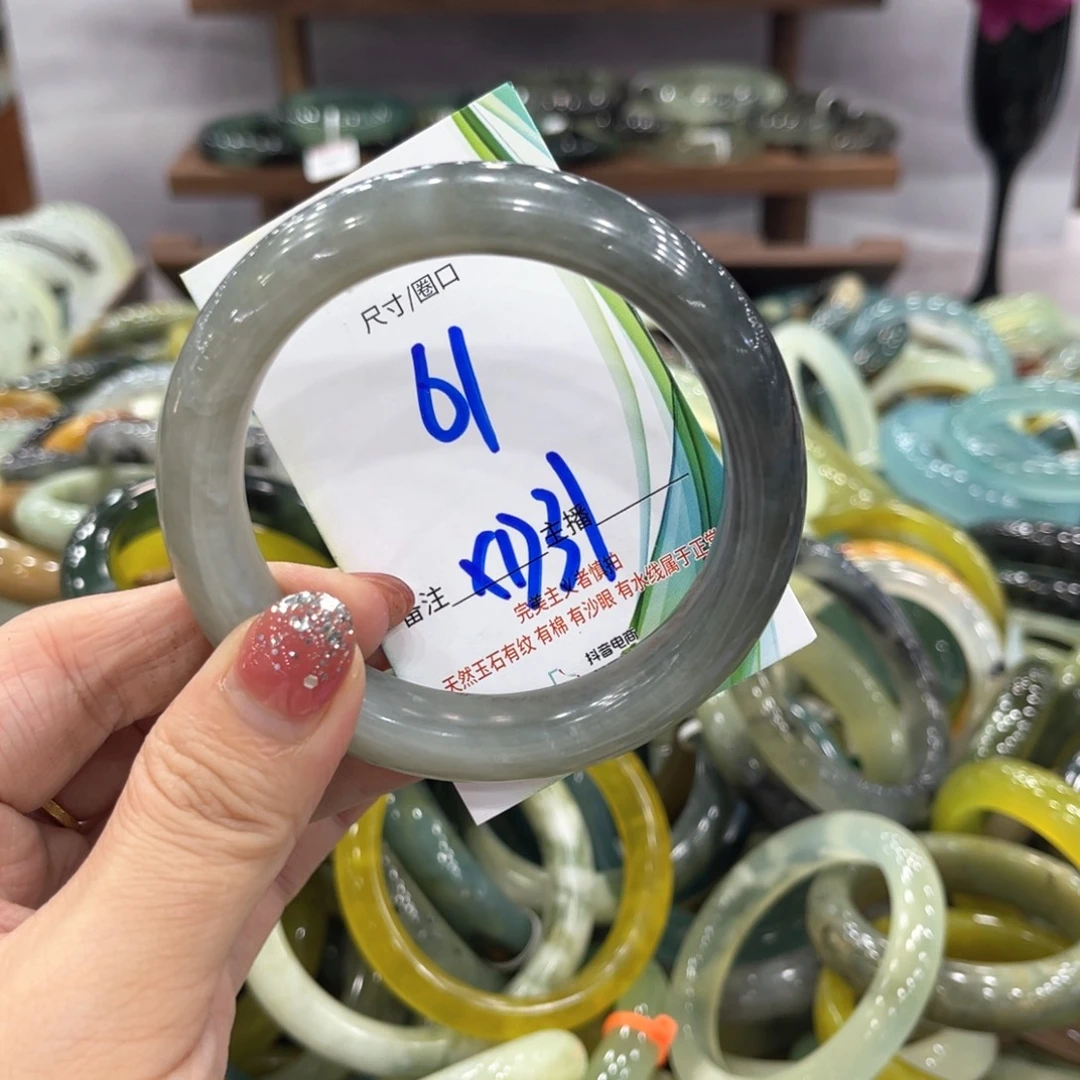 尺寸/圈口
61
主播
备注
完美主义者慎拍
天然玉石有纹 有棉 有沙眼 有水线属于正常
抖音电商